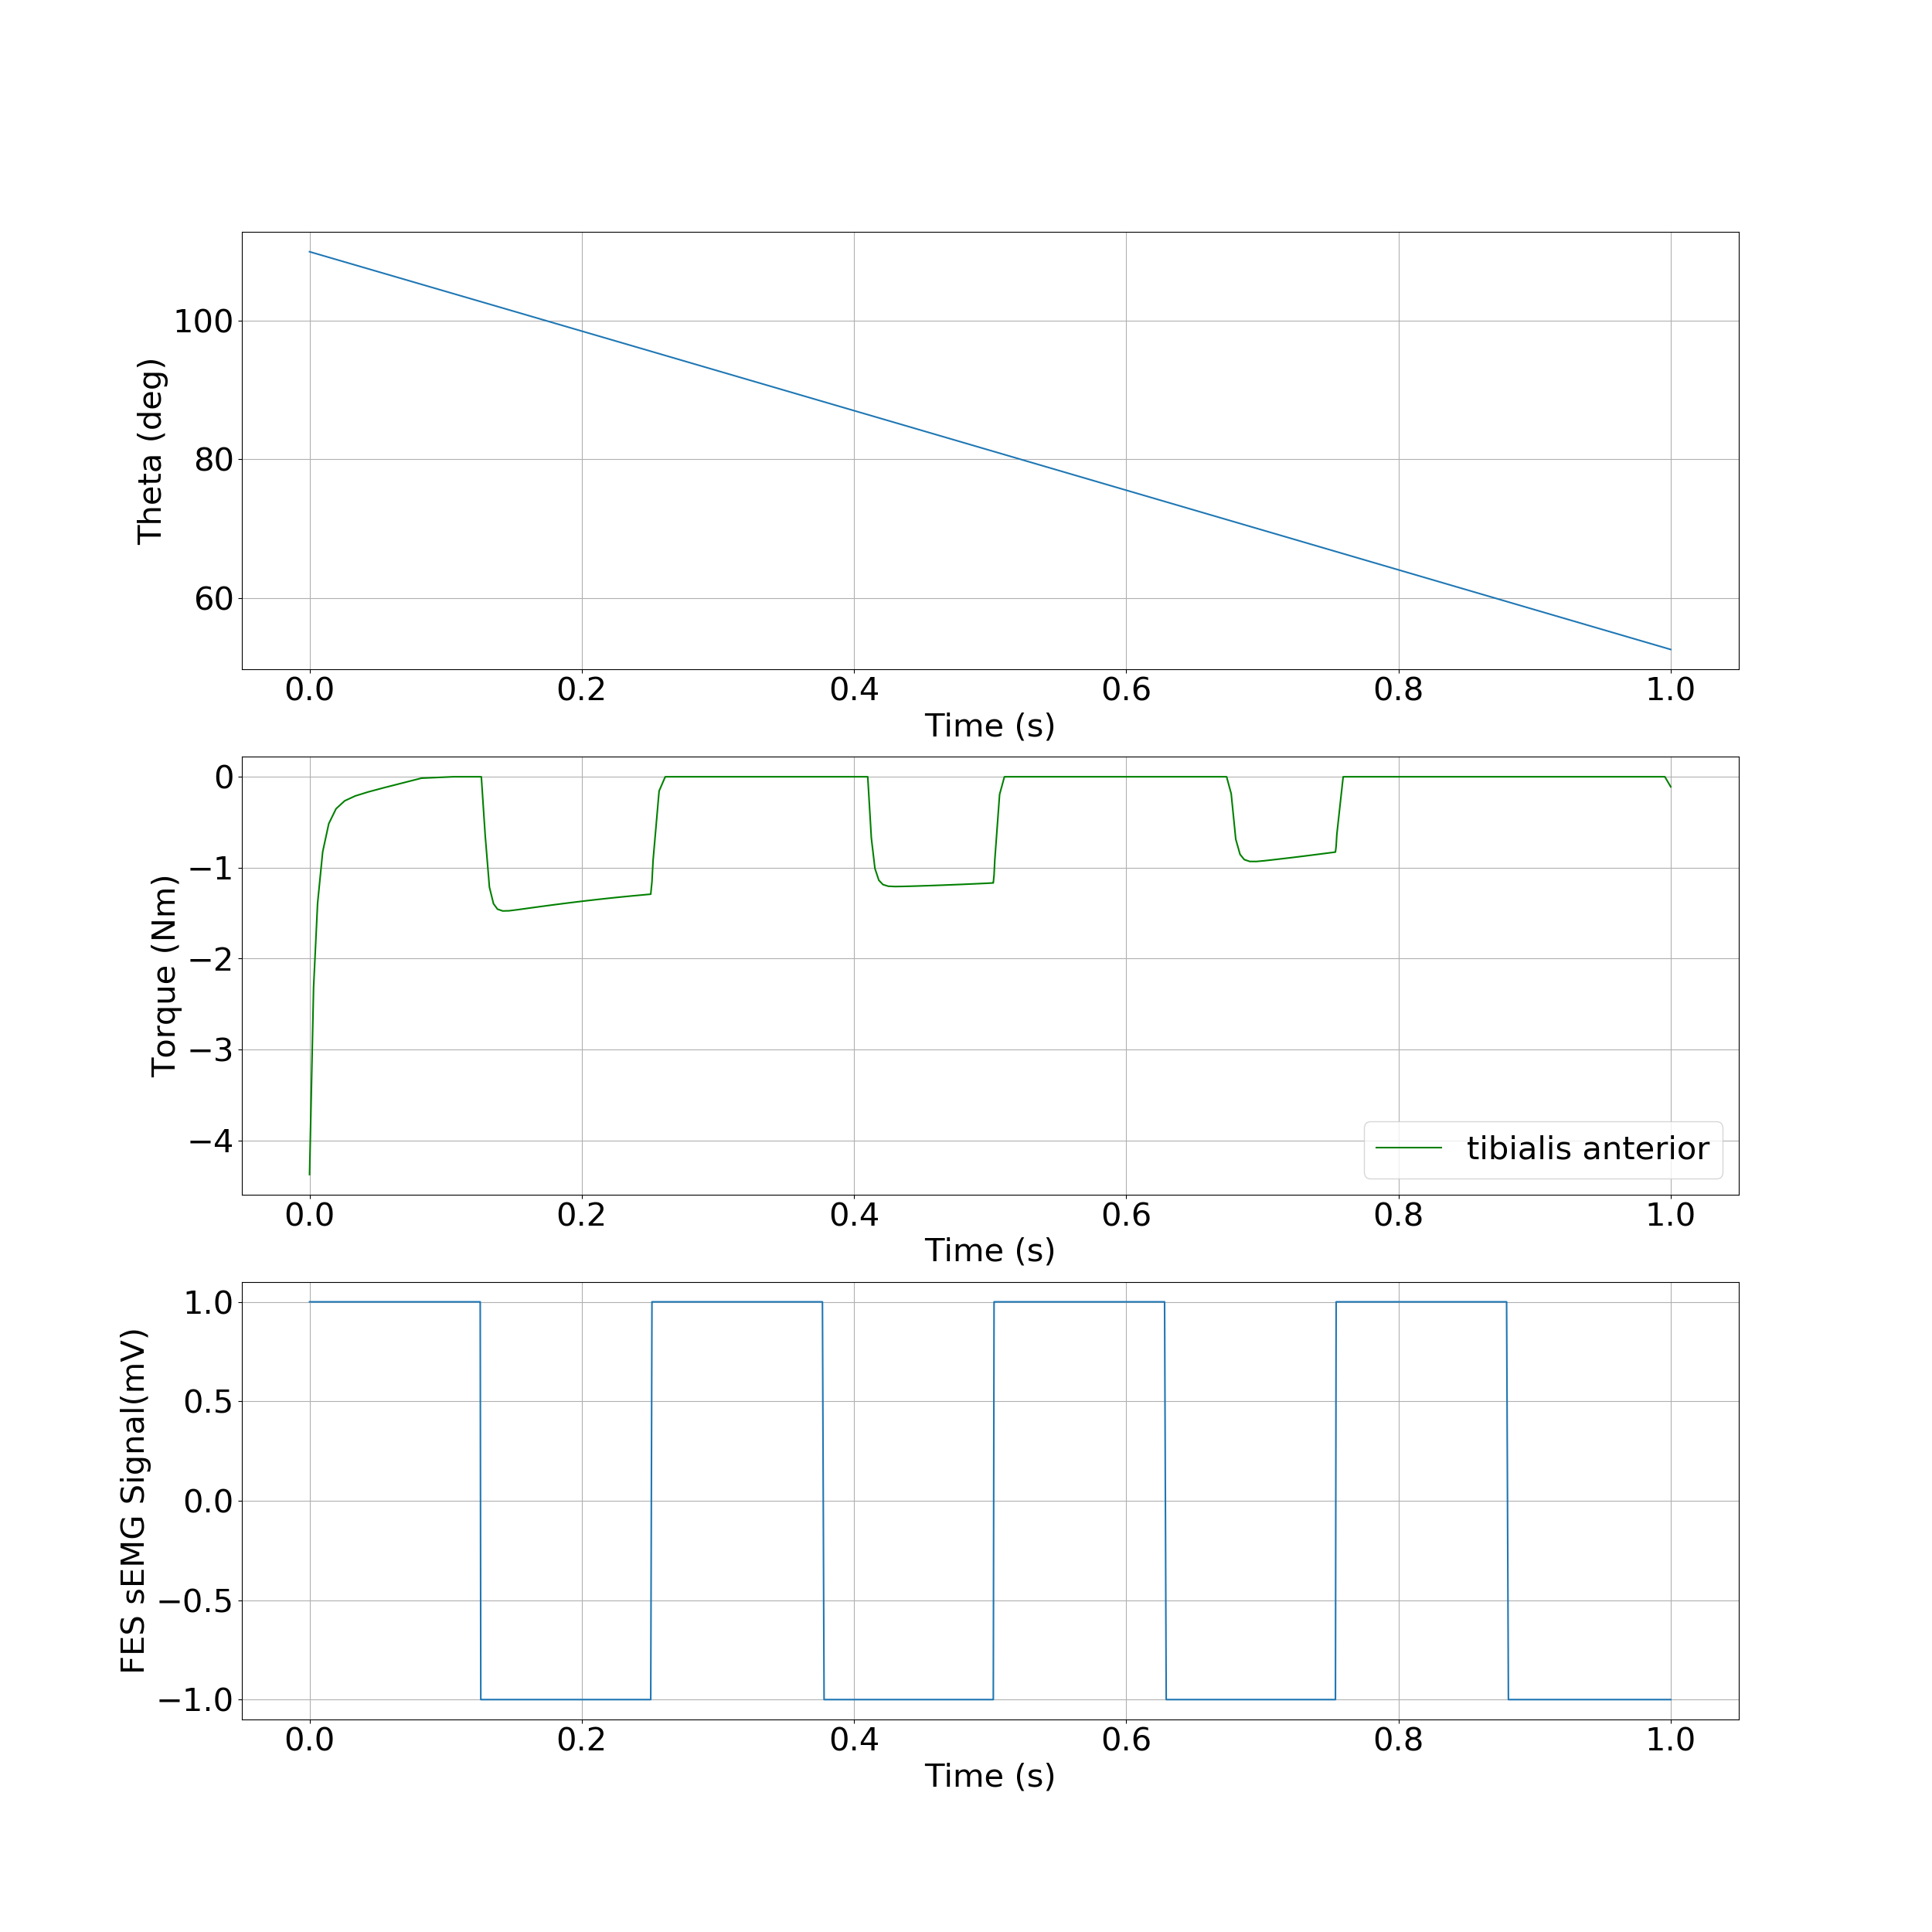 100
80
60
Theta (deg)
0.0 0.2 0.4 0.6 0.8 1.0
Time (s)
0
−1
−2
−3
−4
Torque (Nm)
tibialis anterior
0.0 0.2 0.4 0.6 0.8 1.0
Time (s)
1.0
0.5
0.0
−0.5
−1.0
FES sEMG Signal(mV)
0.0 0.2 0.4 0.6 0.8 1.0
Time (s)